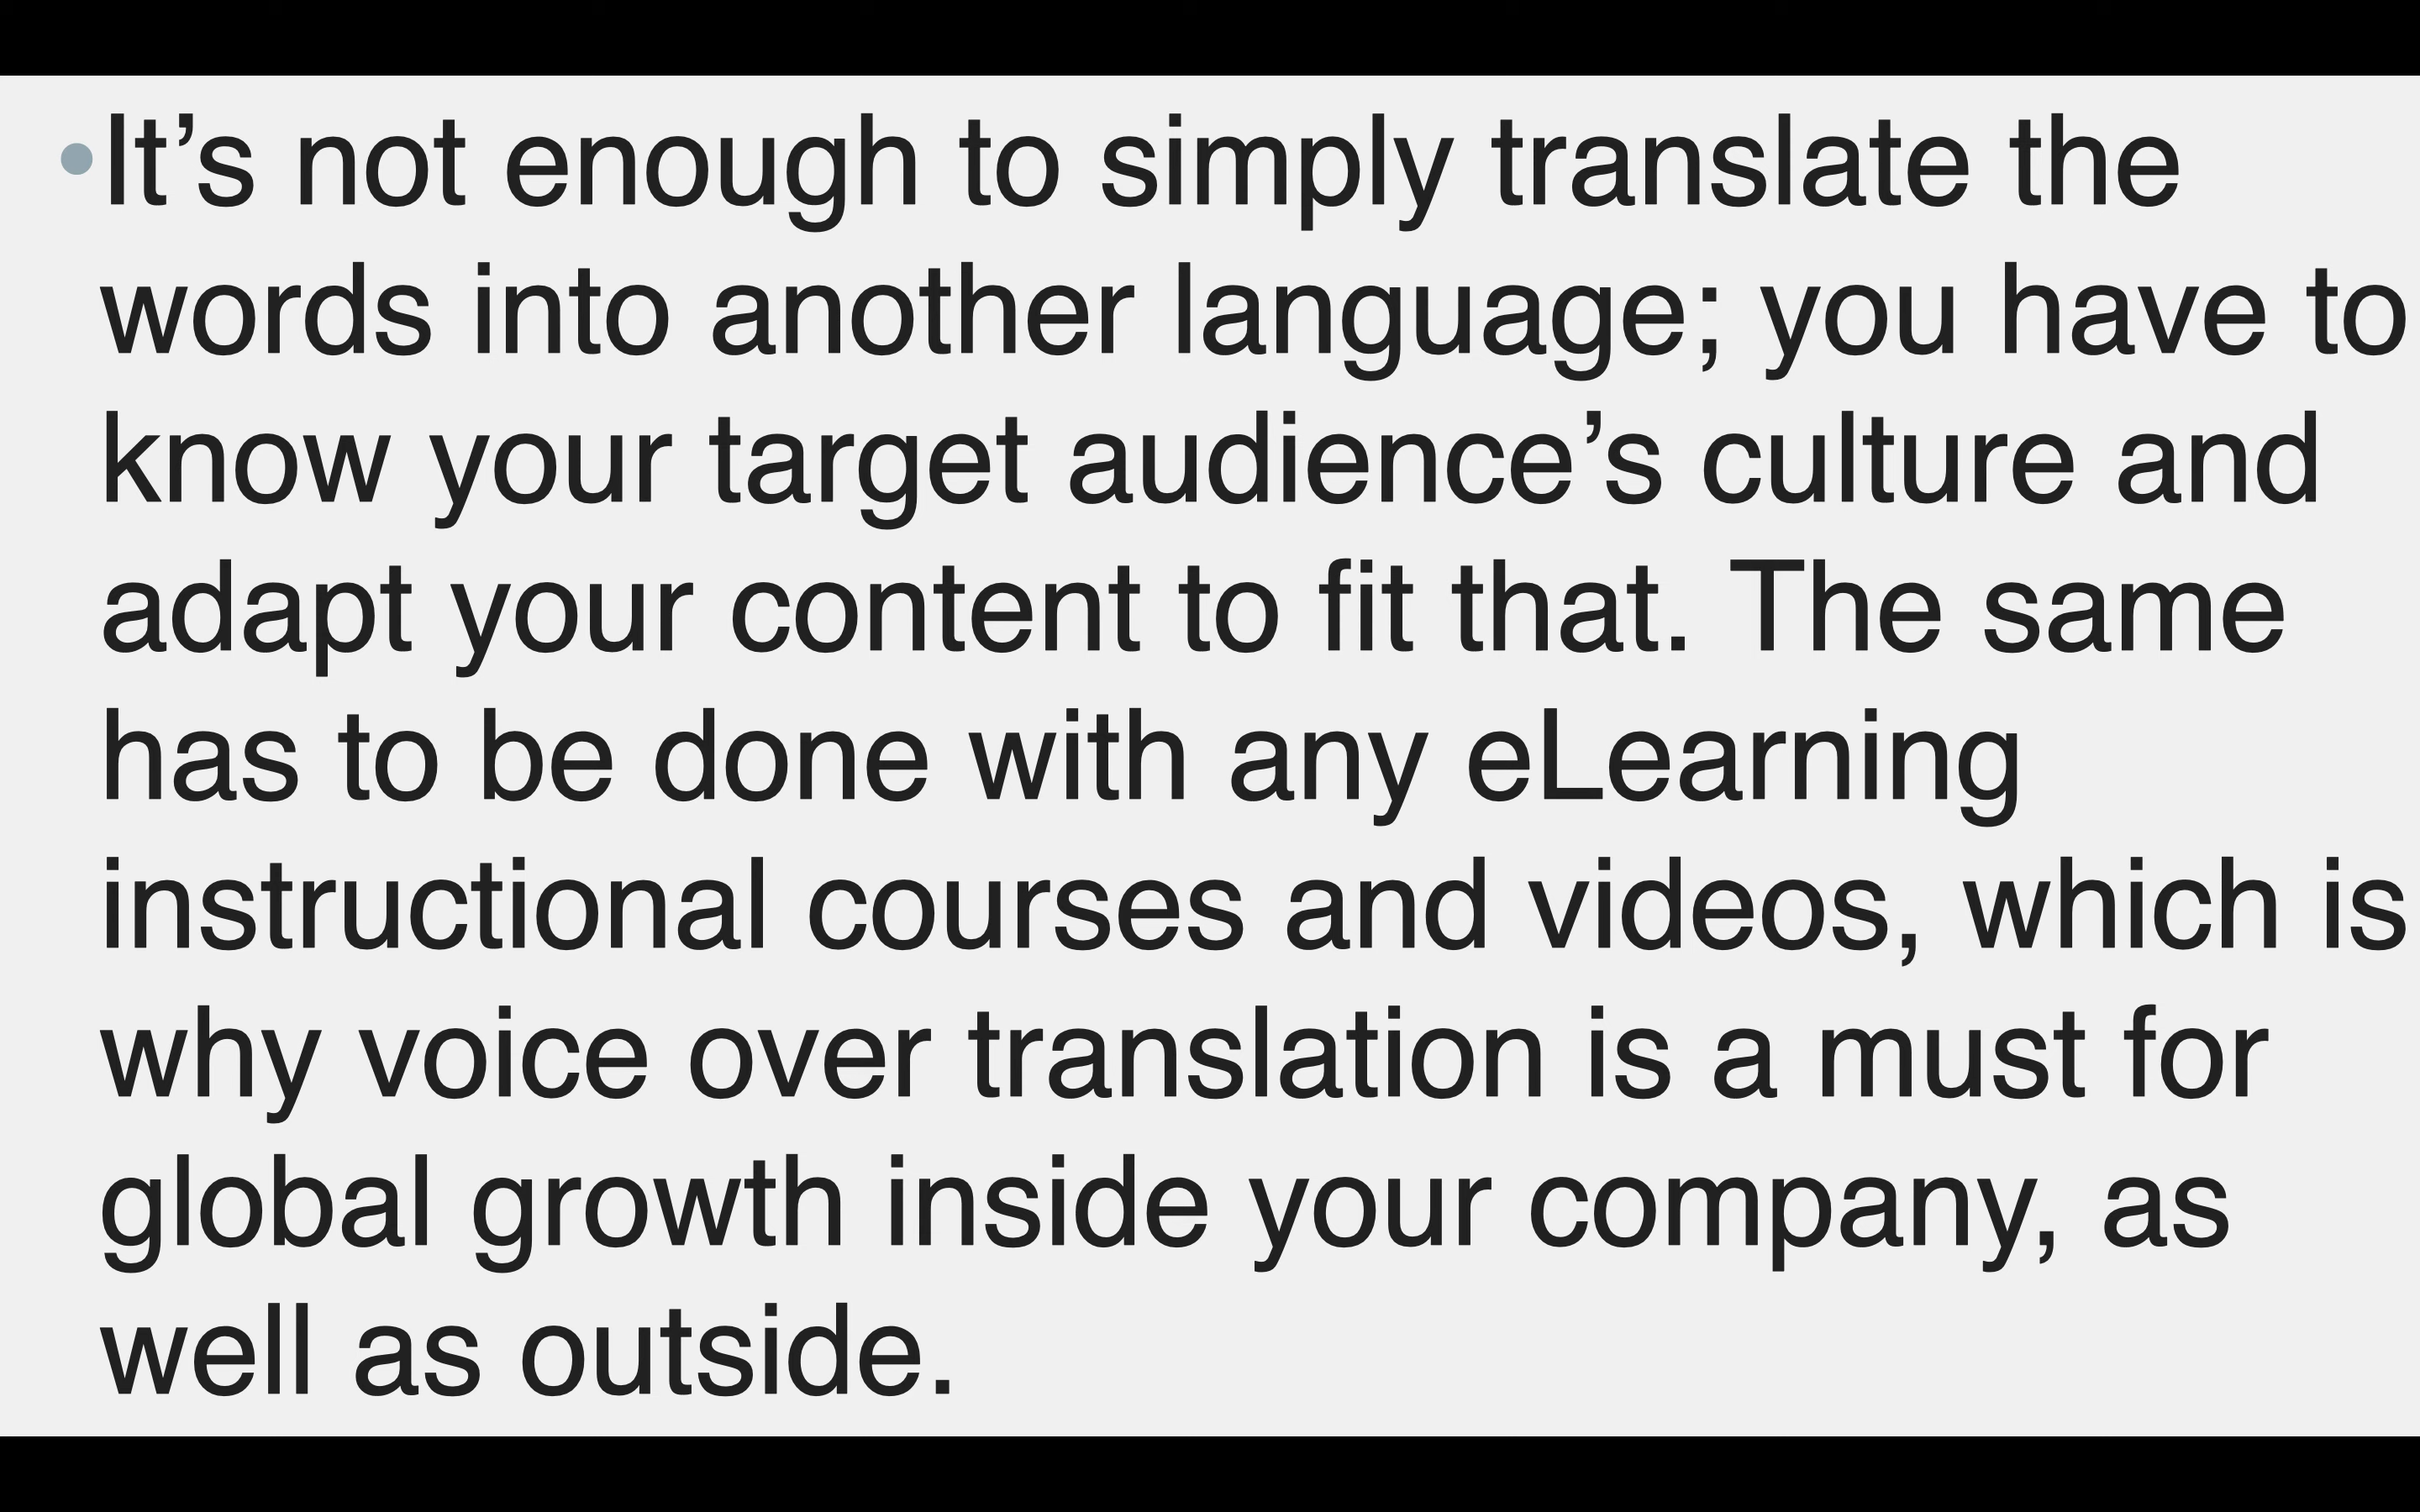 •It’s not enough to simply translate the
words into another language; you have to
know your target audience’s culture and
adapt your content to fit that. The same
has to be done with any eLearning
instructional courses and videos, which is
why voice over translation is a must for
global growth inside your company, as
well as outside.